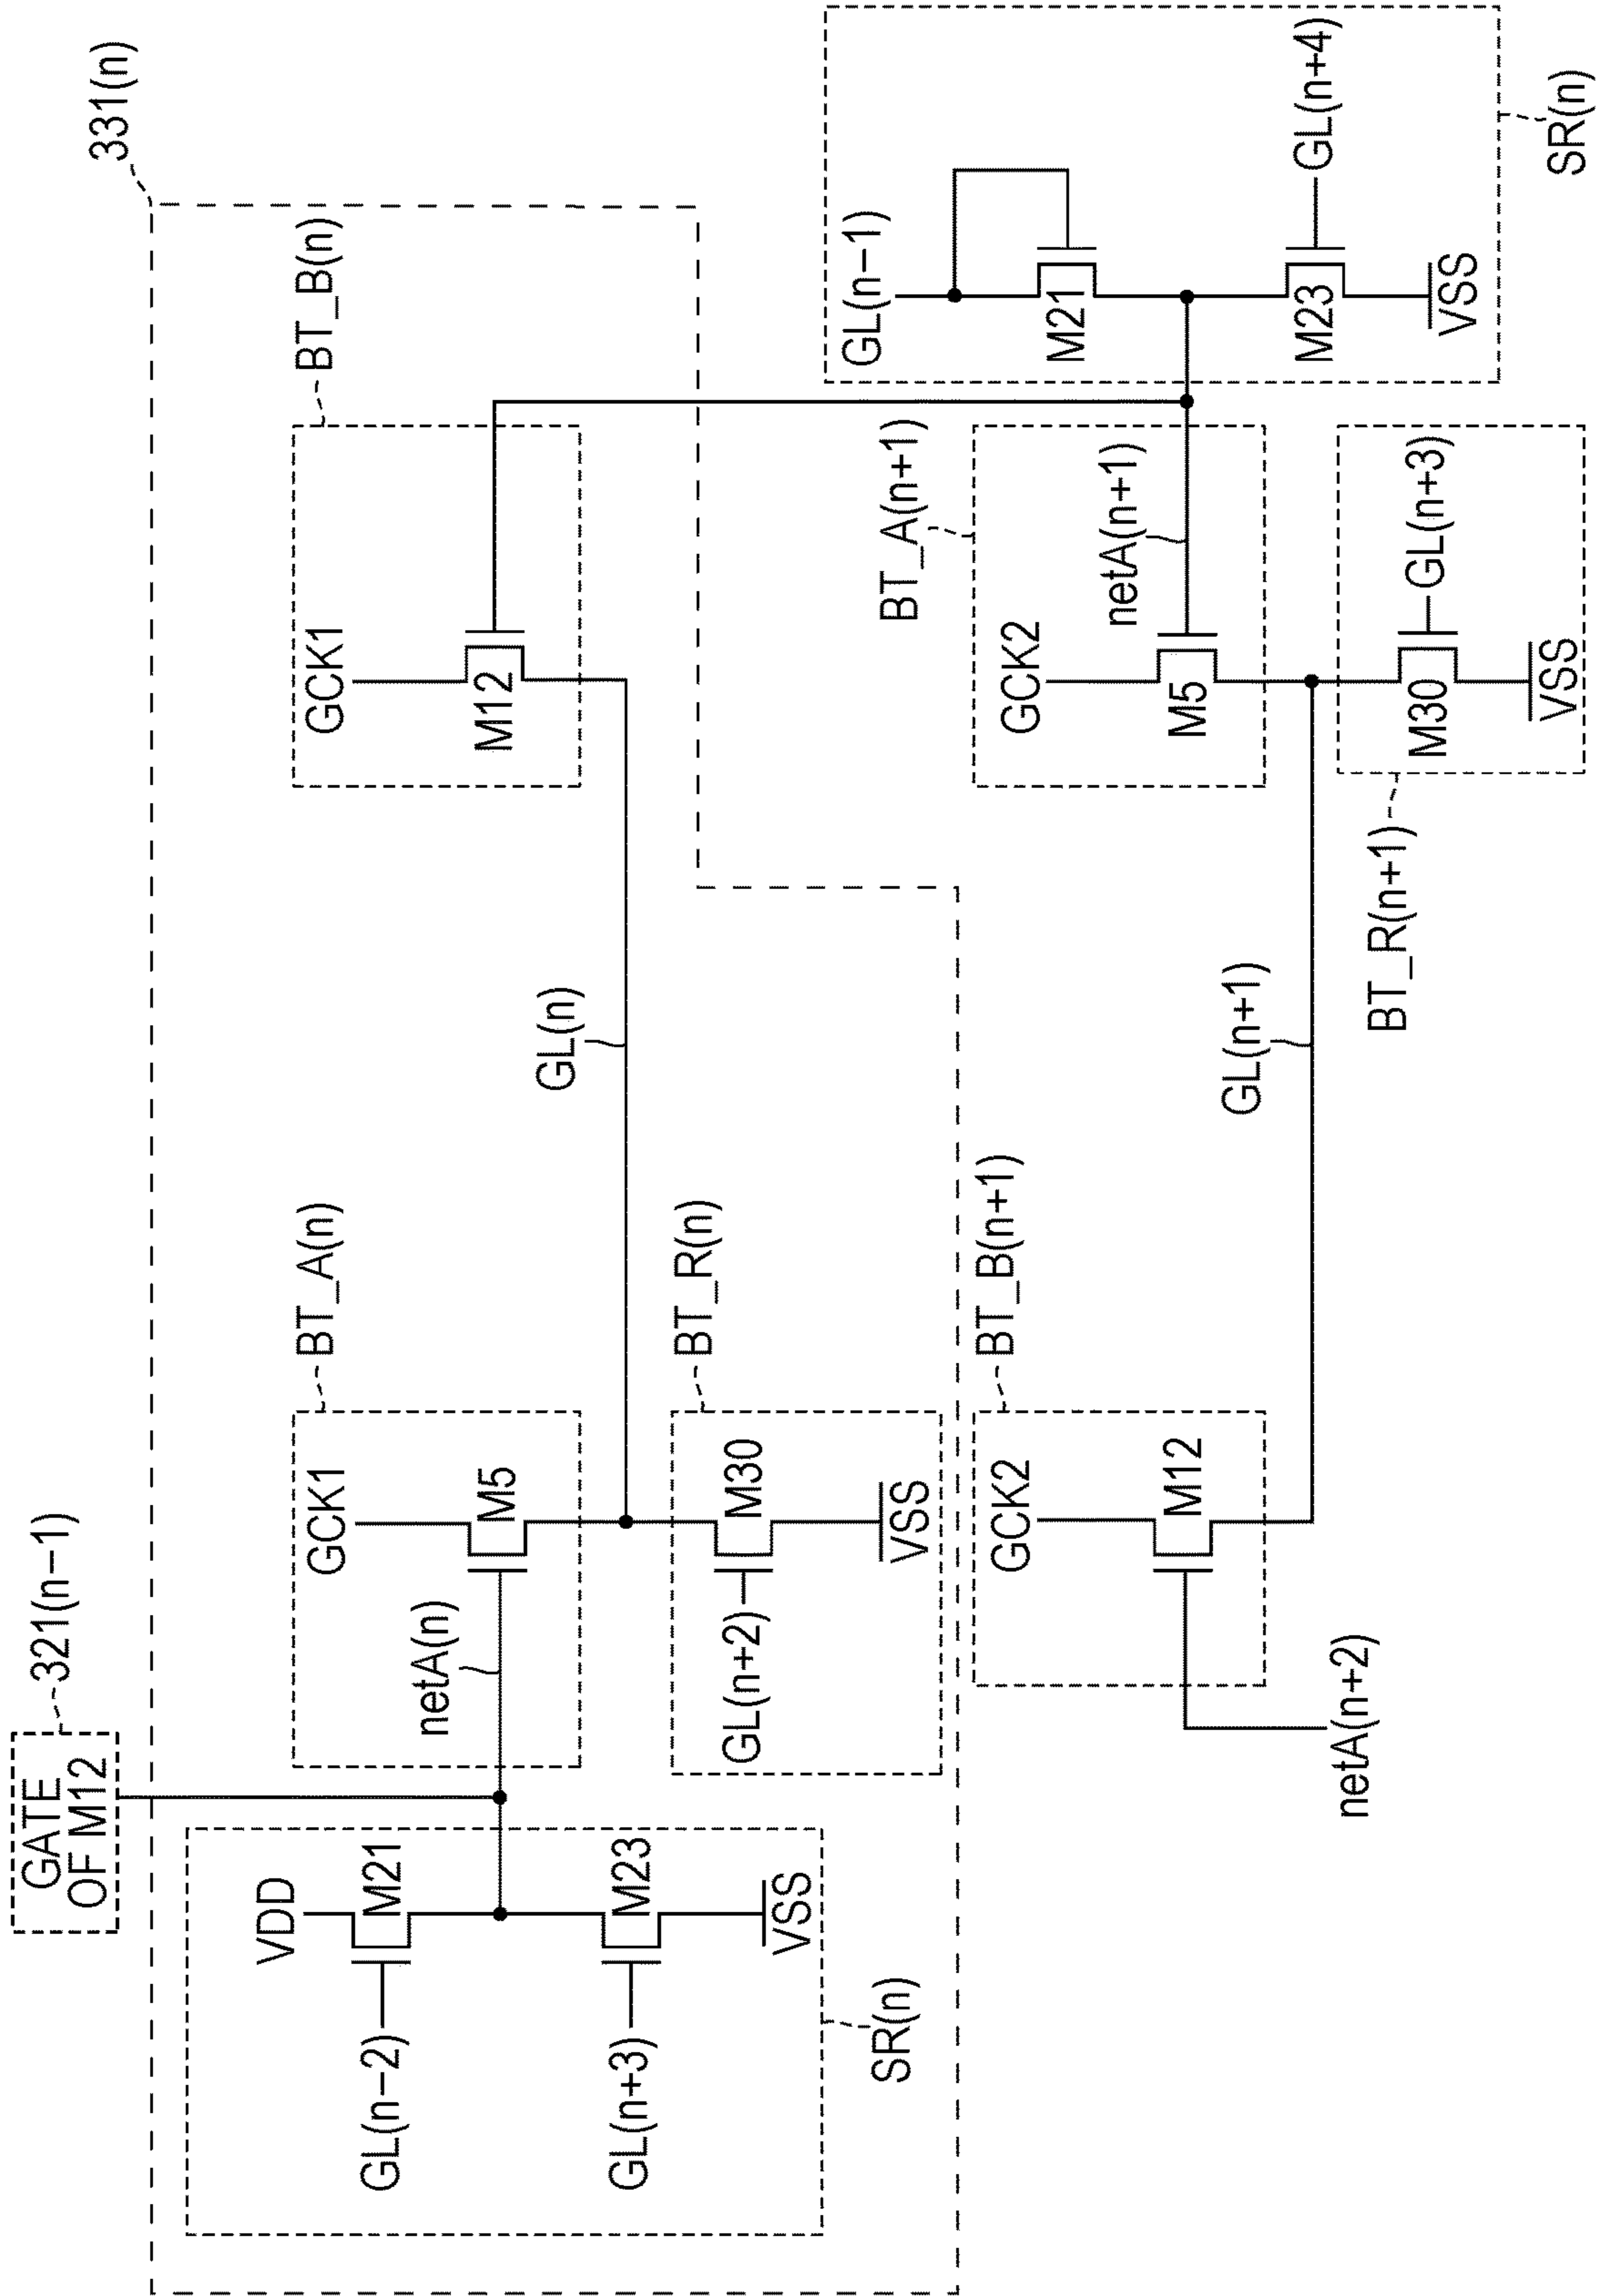 331(n)
321(n−1)
GATE
OF M12
BT_A(n)
BT_B(n)
VDD
M21
GL(n−2)
M23
GL(n+3)
VSS
SR(n)
netA(n)
GCK1
M5
GL(n)
GCK1
M12
BT_R(n)
M30
GL(n+2)
VSS
BT_B(n+1)
GCK2
M12
netA(n+2)
GL(n+1)
BT_A(n+1)
GCK2
M5
netA(n+1)
BT_R(n+1)
M30
GL(n+3)
VSS
GL(n−1)
M21
M23
GL(n+4)
VSS
SR(n)